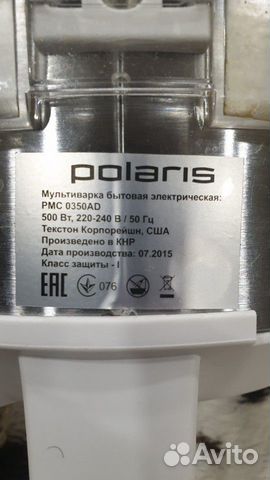 polaris
Мультиварка бытовая электрическая:
PMC 0350AD
500 Вт, 220-240 В / 50 Гц
Текстон Корпорейшн, США
Произведено в КНР
Дата производства: 07.2015
Класс защиты - I
EAC 076
Avito